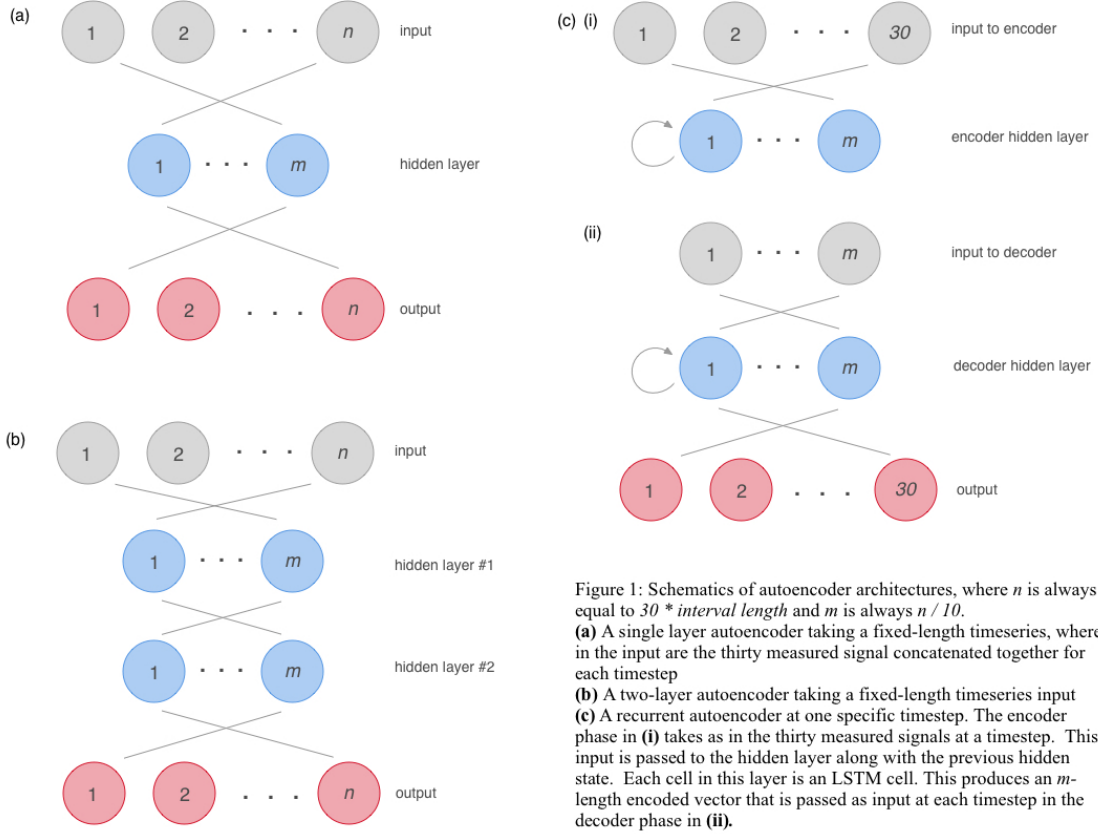 (a)
1 2 · · · n input
1 · · · m hidden layer
1 2 . . . n output
(b)
1 2 · · · n input
1 · · · m hidden layer #1
1 · · · m hidden layer #2
1 2 . . . n output
(c) (i)
1 2 · · · 30 input to encoder
1 · · · m encoder hidden layer
(ii)
1 · · · m input to decoder
1 · · · m decoder hidden layer
1 2 . . . 30 output
Figure 1: Schematics of autoencoder architectures, where n is always
equal to 30 * interval length and m is always n / 10.
(a) A single layer autoencoder taking a fixed-length timeseries, where
in the input are the thirty measured signal concatenated together for
each timestep
(b) A two-layer autoencoder taking a fixed-length timeseries input
(c) A recurrent autoencoder at one specific timestep. The encoder
phase in (i) takes as in the thirty measured signals at a timestep. This
input is passed to the hidden layer along with the previous hidden
state. Each cell in this layer is an LSTM cell. This produces an m-
length encoded vector that is passed as input at each timestep in the
decoder phase in (ii).